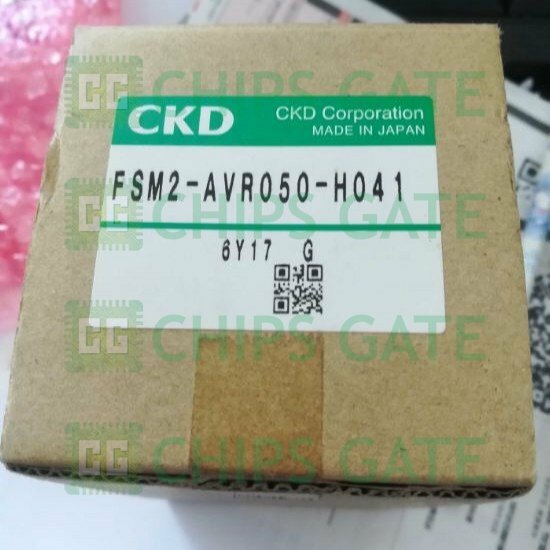 CHIPS GATE
CKD
CKD Corporation
MADE IN JAPAN
FSM2-AVR050-H041
CHIPS GATE
6Y17 G
CHIPS GATE
CHIPS GATE